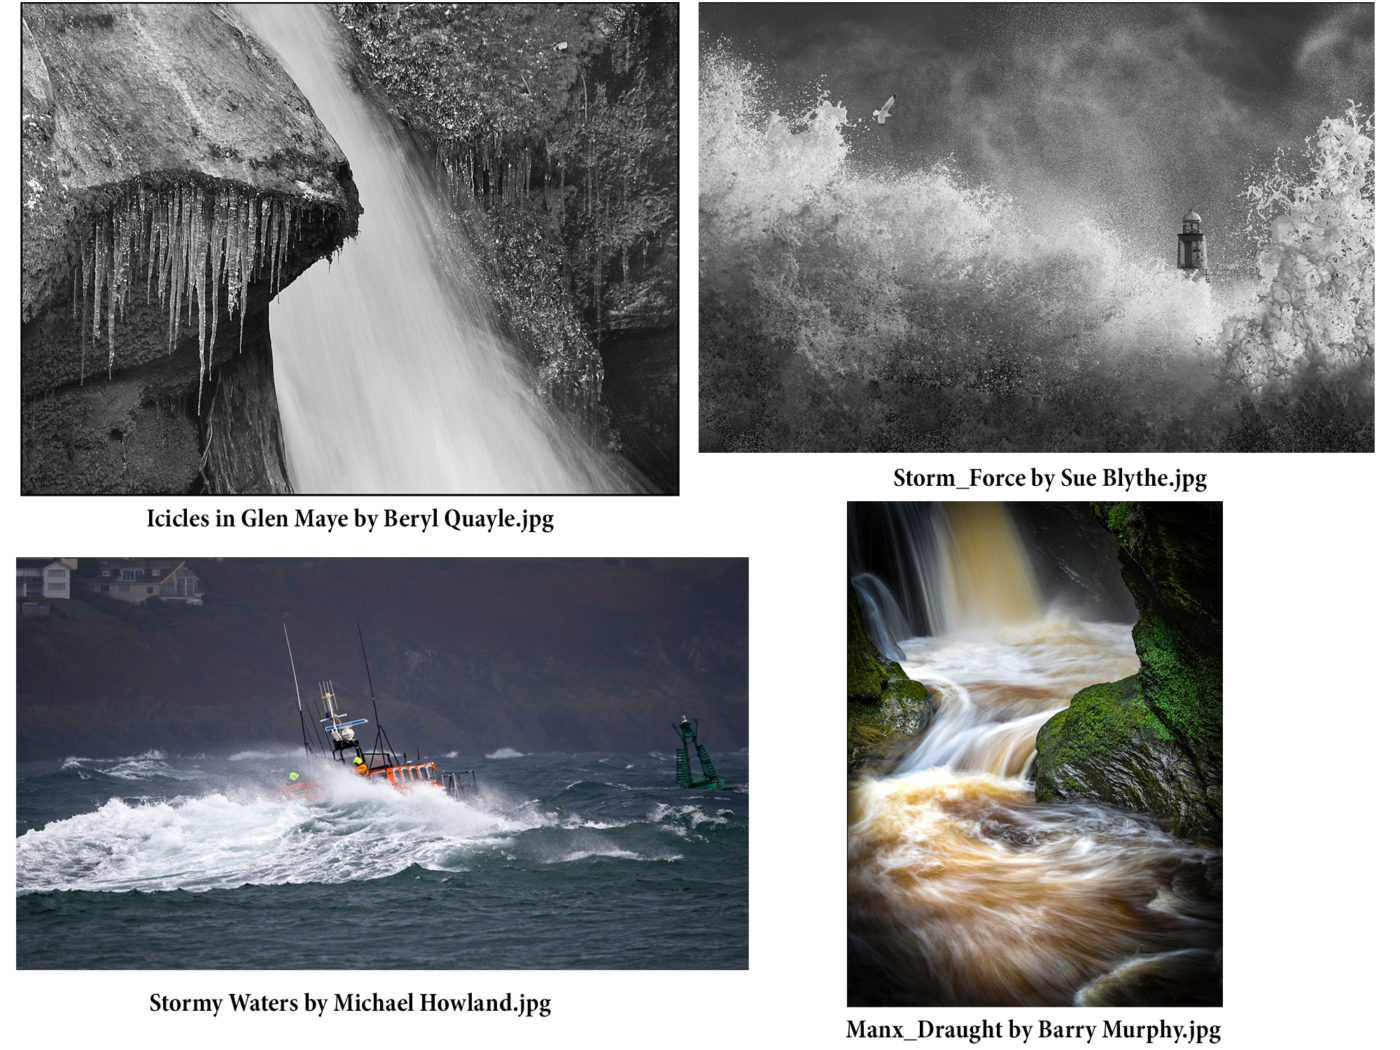 Icicles in Glen Maye by Beryl Quayle.jpg
Storm_Force by Sue Blythe.jpg
Stormy Waters by Michael Howland.jpg
Manx_Draught by Barry Murphy.jpg